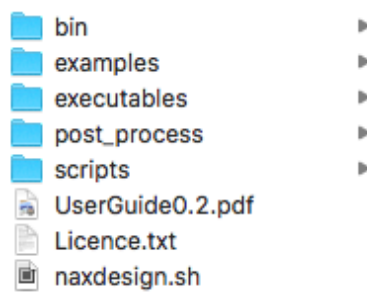 bin
examples
executables
post_process
scripts
UserGuide0.2.pdf
Licence.txt
naxdesign.sh